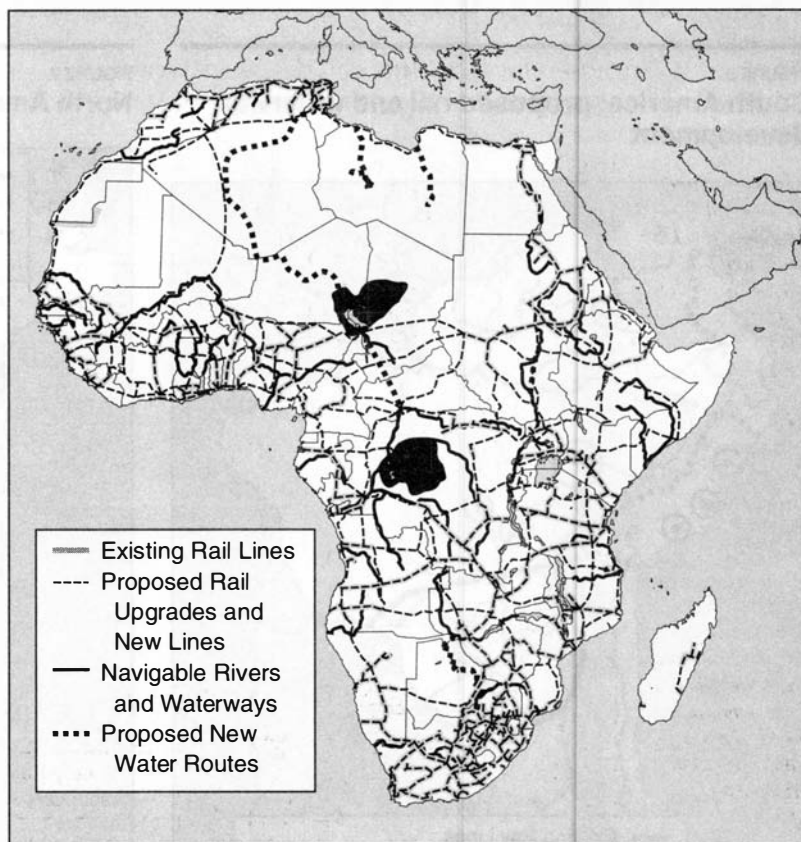 Existing Rail Lines
Proposed Rail
Upgrades and
New Lines
Navigable Rivers
and Waterways
Proposed New
Water Routes